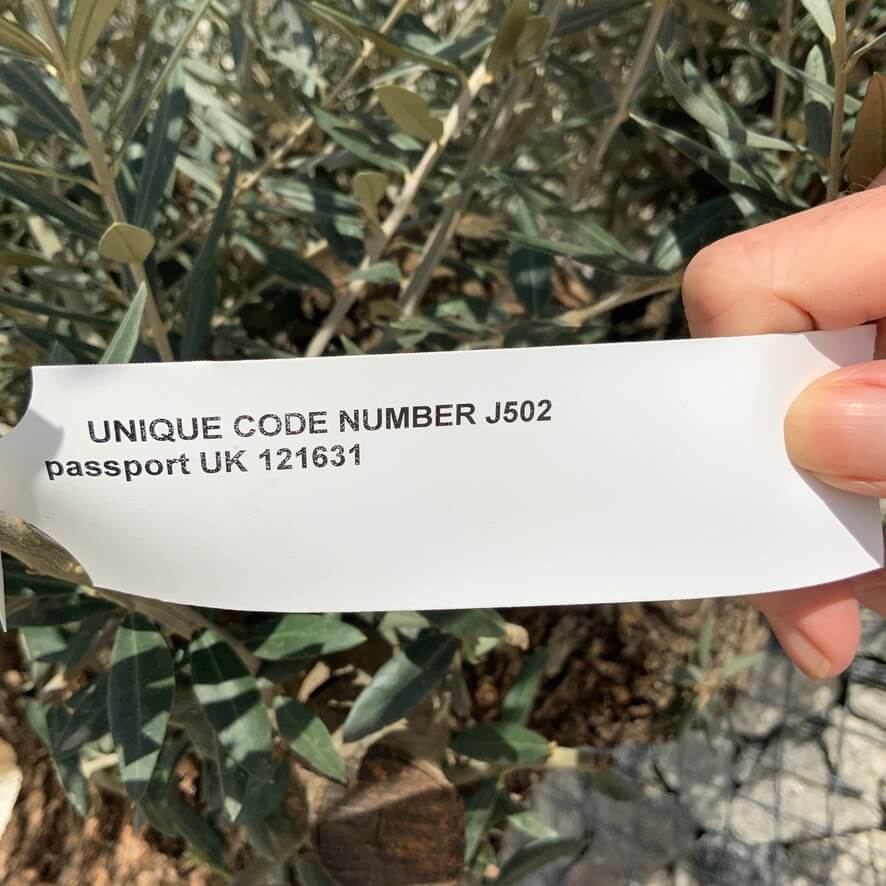 UNIQUE CODE NUMBER J502
passport UK 121631